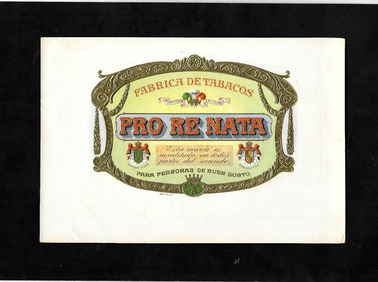 FABRICA DE TABACOS
PRO RE NATA
Esta marca es
acreditada en todas
partes del mundo
PARA PERSONAS DE BUEN GUSTO.